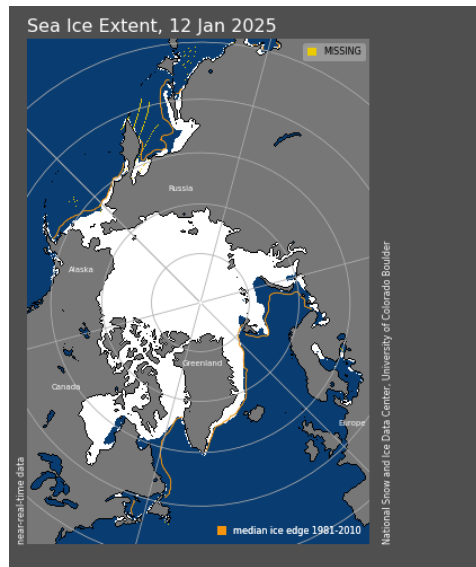 Sea Ice Extent, 12 Jan 2025
MISSING
Russia
Alaska
Greenland
Canada
Europe
near-real-time data
median ice edge 1981-2010
National Snow and Ice Data Center, University of Colorado Boulder